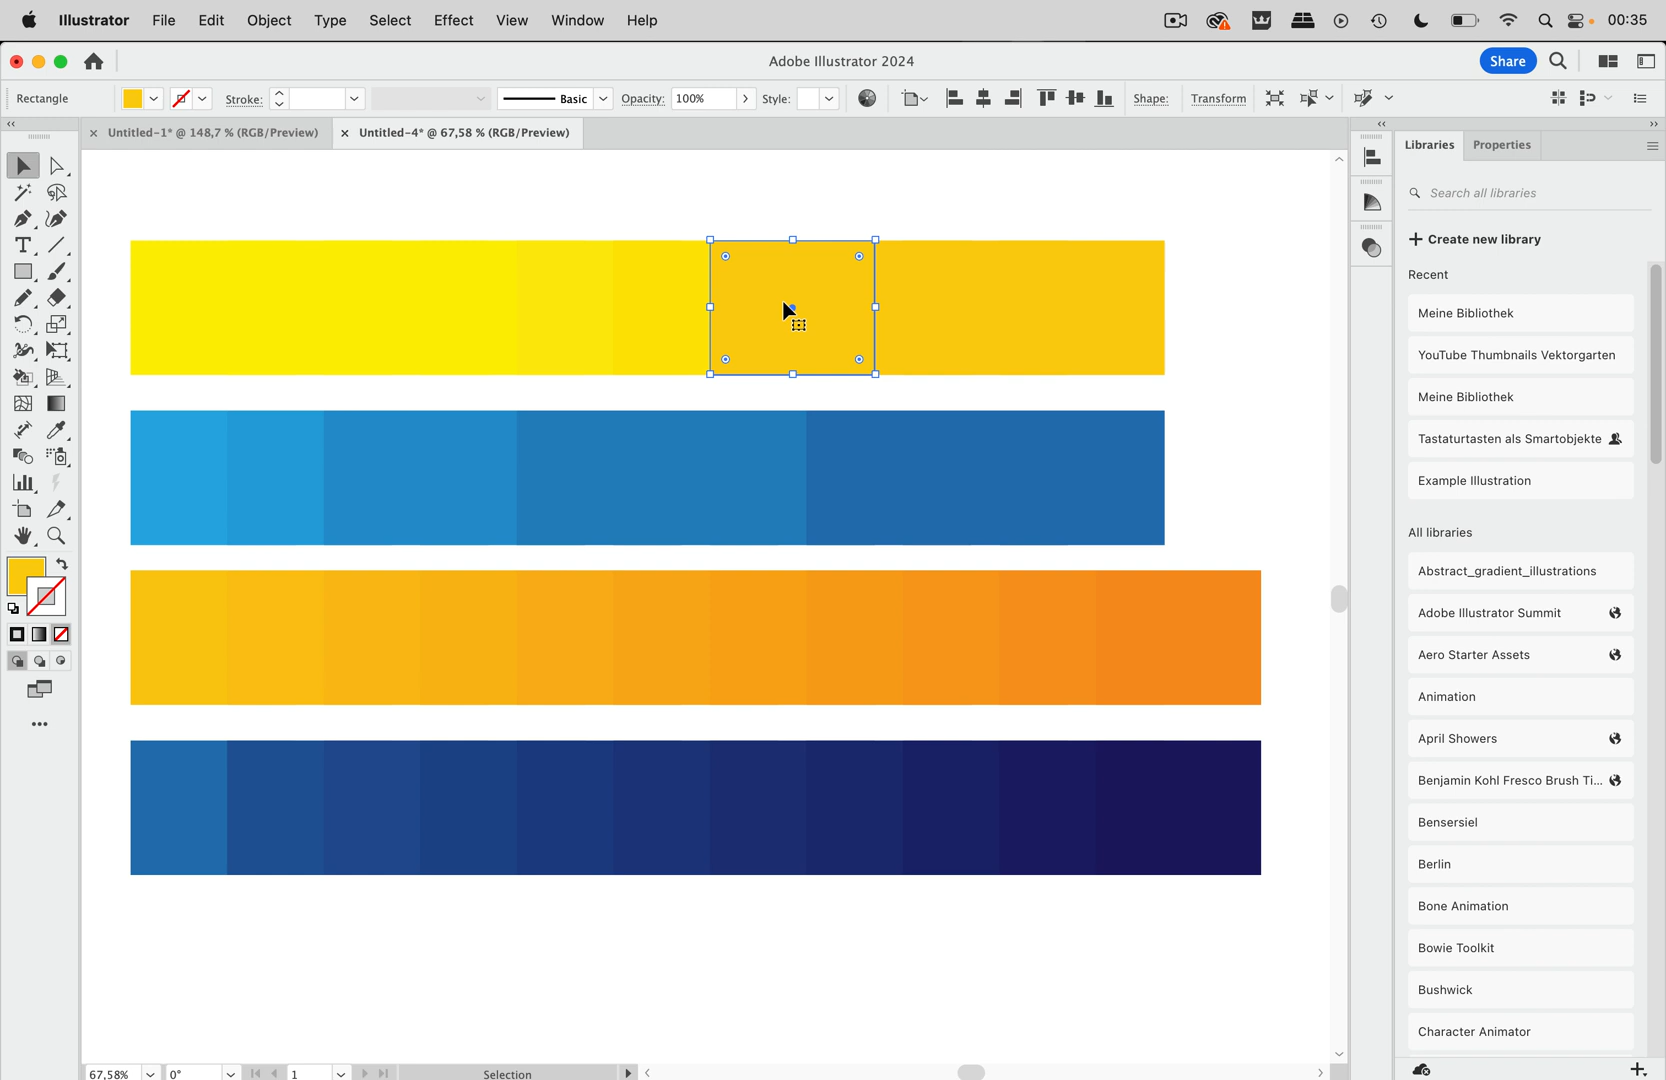 Illustrator File Edit Object Type Select Effect View Window Help 00:35
Adobe Illustrator 2024 Share
Rectangle Stroke: Basic Opacity: 100% Style: Shape: Transform
Untitled-1* @ 148,7 % (RGB/Preview) Untitled-4* @ 67,58 % (RGB/Preview)
Libraries Properties
Search all libraries
Create new library
Recent
Meine Bibliothek
YouTube Thumbnails Vektorgarten
Meine Bibliothek
Tastaturtasten als Smartobjekte
Example Illustration
All libraries
Abstract_gradient_illustrations
Adobe Illustrator Summit
Aero Starter Assets
Animation
April Showers
Benjamin Kohl Fresco Brush Ti...
Bensersiel
Berlin
Bone Animation
Bowie Toolkit
Bushwick
Character Animator
67,58% 0° 1 Selection